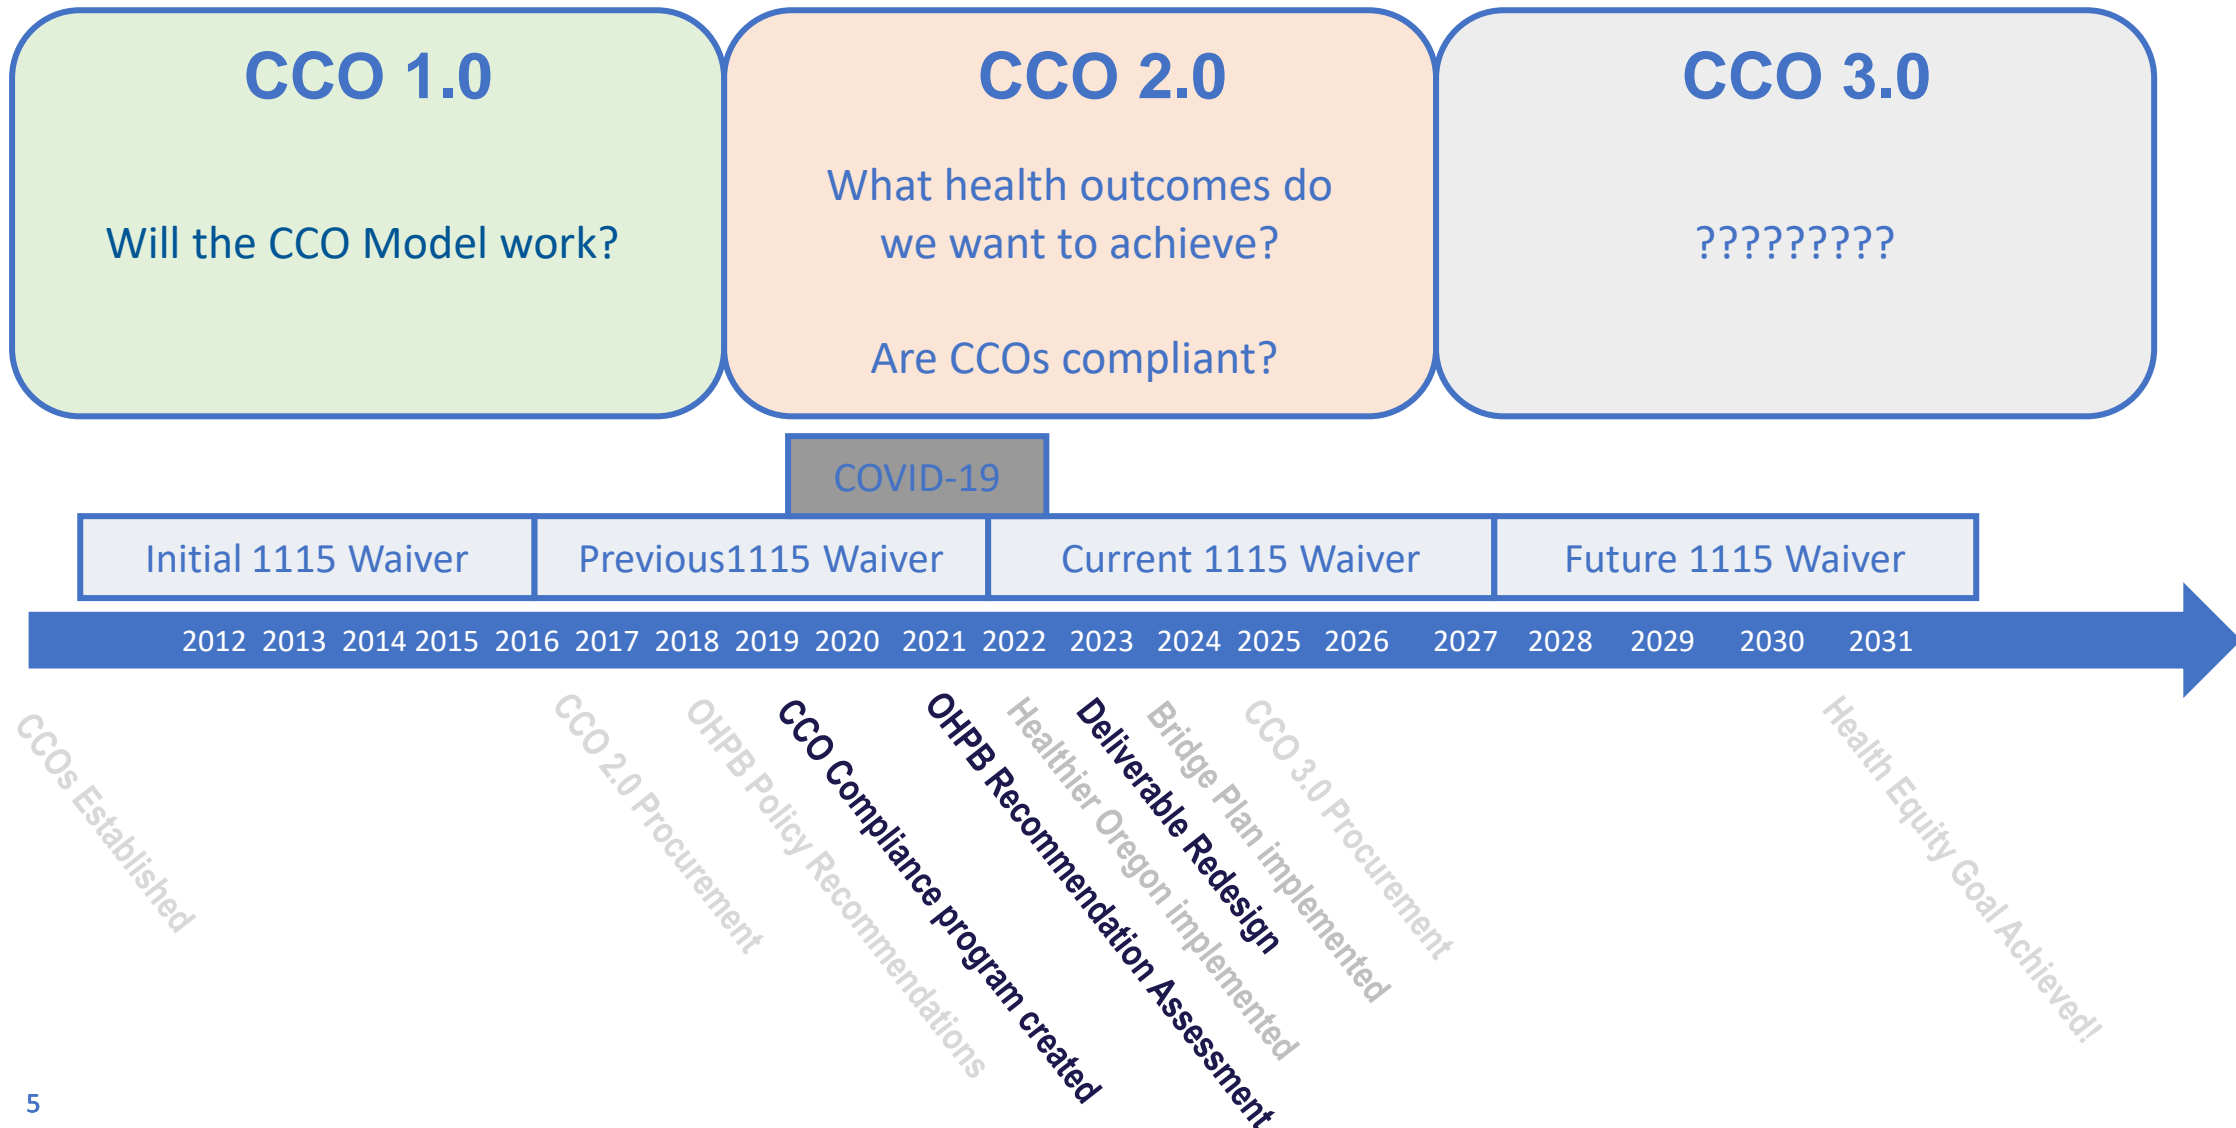 CCO 1.0
Will the CCO Model work?
CCO 2.0
What health outcomes do
we want to achieve?
Are CCOs compliant?
CCO 3.0
?????????
COVID-19
Initial 1115 Waiver
Previous1115 Waiver
Current 1115 Waiver
Future 1115 Waiver
2012 2013 2014 2015 2016 2017 2018 2019 2020 2021 2022 2023 2024 2025 2026 2027 2028 2029 2030 2031
CCOs Established
CCO 2.0 Procurement
OHPB Policy Recommendations
CCO Compliance program created
OHPB Recommendation Assessment
Healthier Oregon implemented
Deliverable Redesign
Bridge Plan implemented
CCO 3.0 Procurement
Health Equity Goal Achieved!
5